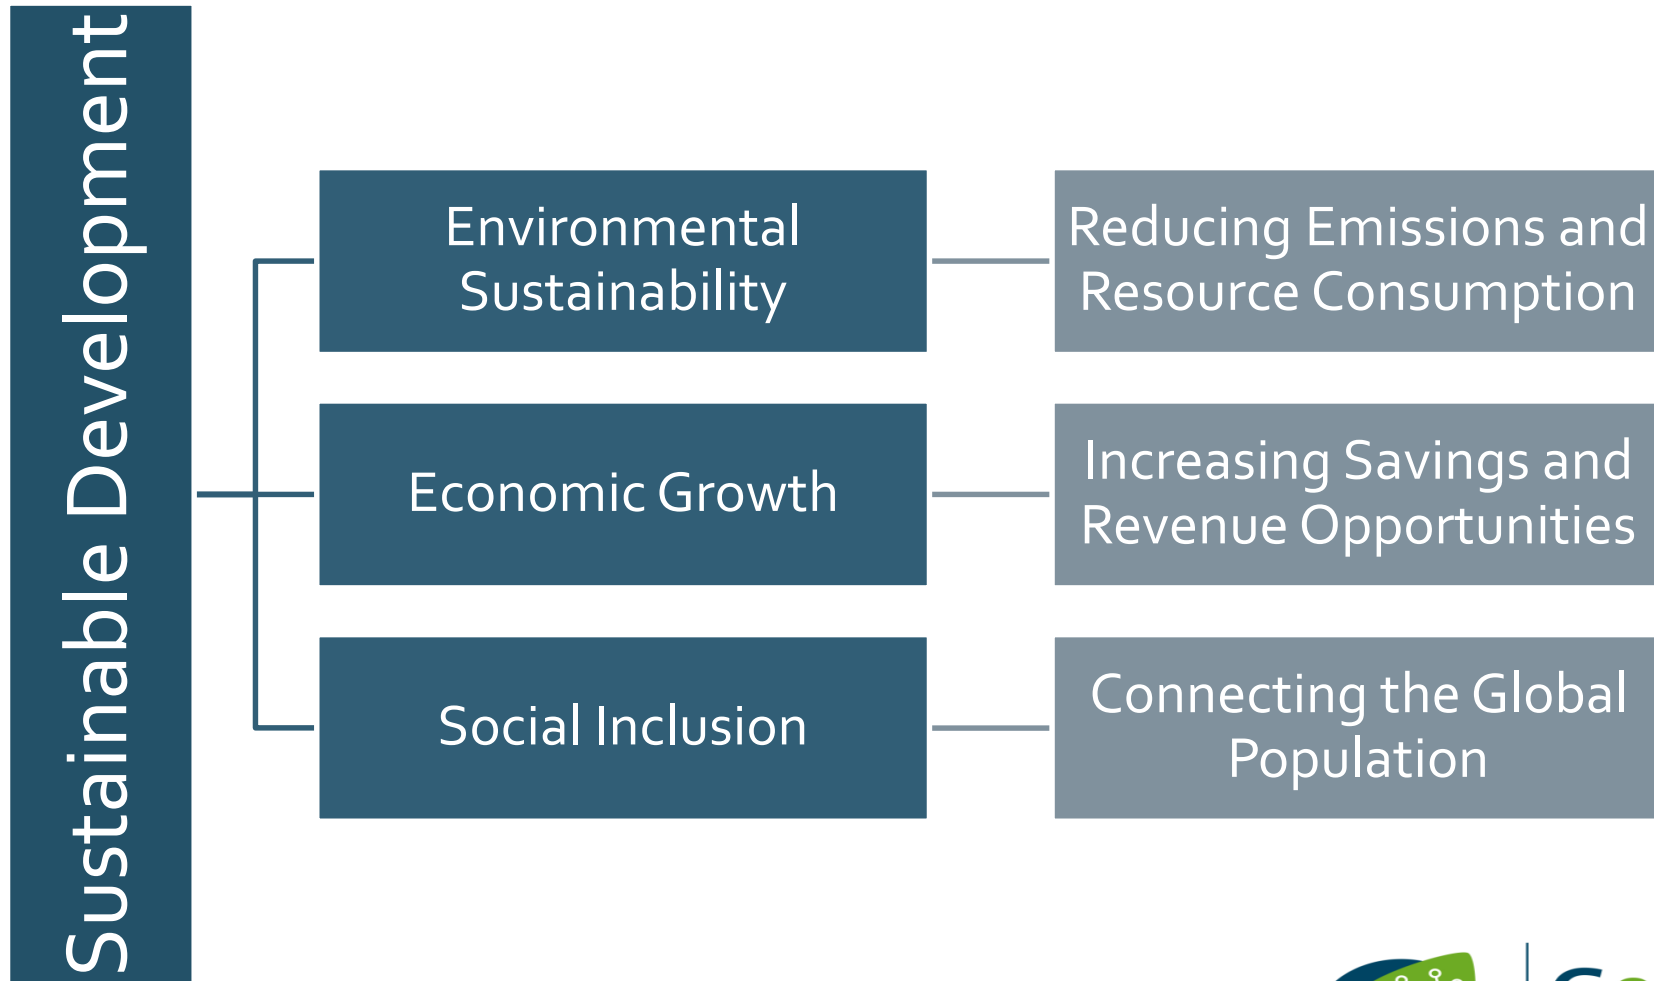 Sustainable Development
Environmental
Sustainability
Reducing Emissions and
Resource Consumption
Economic Growth
Increasing Savings and
Revenue Opportunities
Social Inclusion
Connecting the Global
Population